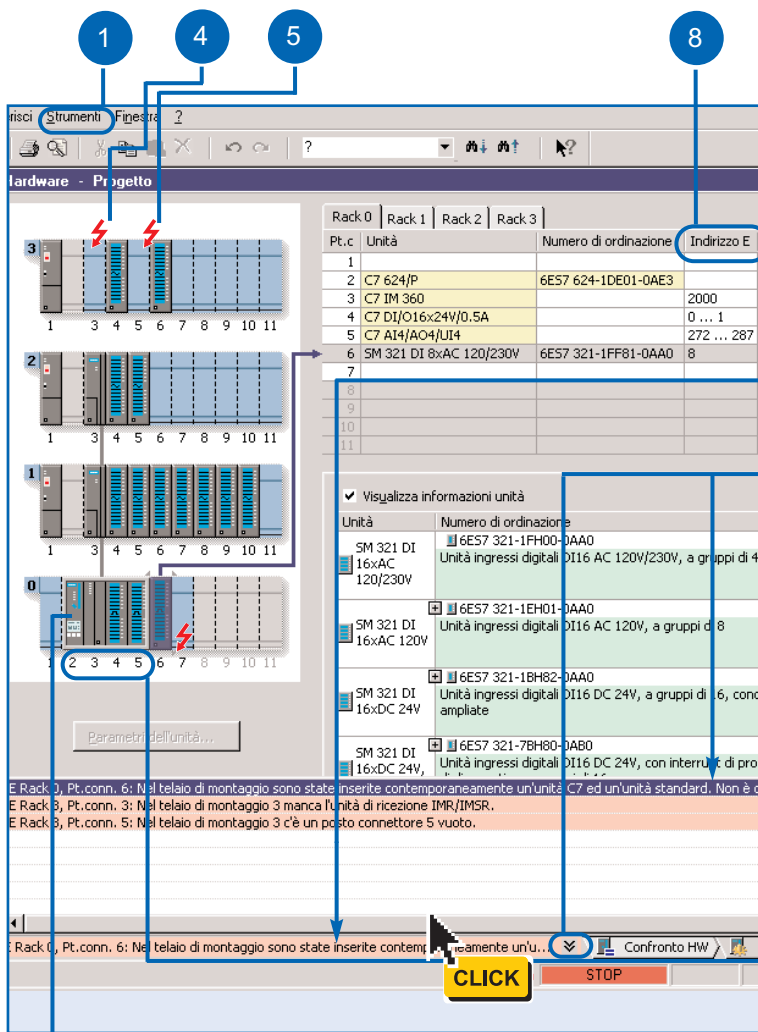 1 4 5 8
risci Strumenti Finestra ?
?
Hardware - Progetto
Rack 0 Rack 1 Rack 2 Rack 3
Pt.c Unità Numero di ordinazione Indirizzo E
1
2 C7 624/P 6ES7 624-1DE01-0AE3
3 C7 IM 360 2000
4 C7 DI/O16x24V/0.5A 0 ... 1
5 C7 AI4/AO4/UI4 272 ... 287
6 SM 321 DI 8xAC 120/230V 6ES7 321-1FF81-0AA0 8
7
8
9
10
11
3
1 3 4 5 6 7 8 9 10 11
2
1 3 4 5 6 7 8 9 10 11
1
1 3 4 5 6 7 8 9 10 11
0
1 2 3 4 5 6 7 8 9 10 11
Parametri dell'unità...
Visualizza informazioni unità
Unità Numero di ordinazione
SM 321 DI
16xAC
120/230V
6ES7 321-1FH00-0AA0
Unità ingressi digitali DI16 AC 120V/230V, a gruppi di 4
SM 321 DI
16xAC 120V
6ES7 321-1EH01-0AA0
Unità ingressi digitali DI16 AC 120V, a gruppi di 8
SM 321 DI
16xDC 24V
6ES7 321-1BH82-0AA0
Unità ingressi digitali DI16 DC 24V, a gruppi di 16, cond
ampliate
SM 321 DI
16xDC 24V,
6ES7 321-7BH80-0AB0
Unità ingressi digitali DI16 DC 24V, con interrupt di pro
E Rack 0, Pt.conn. 6: Nel telaio di montaggio sono state inserite contemporaneamente un'unità C7 ed un'unità standard. Non è c
E Rack 3, Pt.conn. 3: Nel telaio di montaggio 3 manca l'unità di ricezione IMR/IMSR.
E Rack 3, Pt.conn. 5: Nel telaio di montaggio 3 c'è un posto connettore 5 vuoto.
E Rack 0, Pt.conn. 6: Nel telaio di montaggio sono state inserite contemporaneamente un'u... Confronto HW
CLICK
STOP